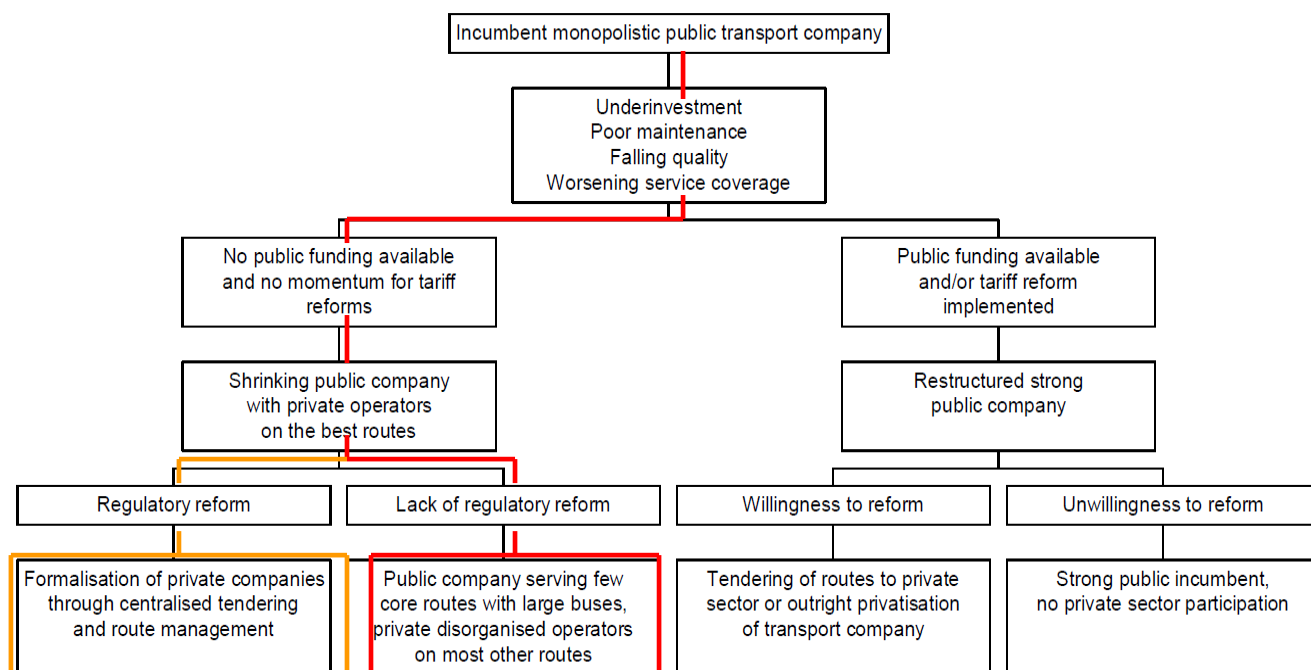 Incumbent monopolistic public transport company
Underinvestment
Poor maintenance
Falling quality
Worsening service coverage
No public funding available
and no momentum for tariff
reforms
Public funding available
and/or tariff reform
implemented
Shrinking public company
with private operators
on the best routes
Restructured strong
public company
Regulatory reform
Lack of regulatory reform
Willingness to reform
Unwillingness to reform
Formalisation of private companies
through centralised tendering
and route management
Public company serving few
core routes with large buses,
private disorganised operators
on most other routes
Tendering of routes to private
sector or outright privatisation
of transport company
Strong public incumbent,
no private sector participation